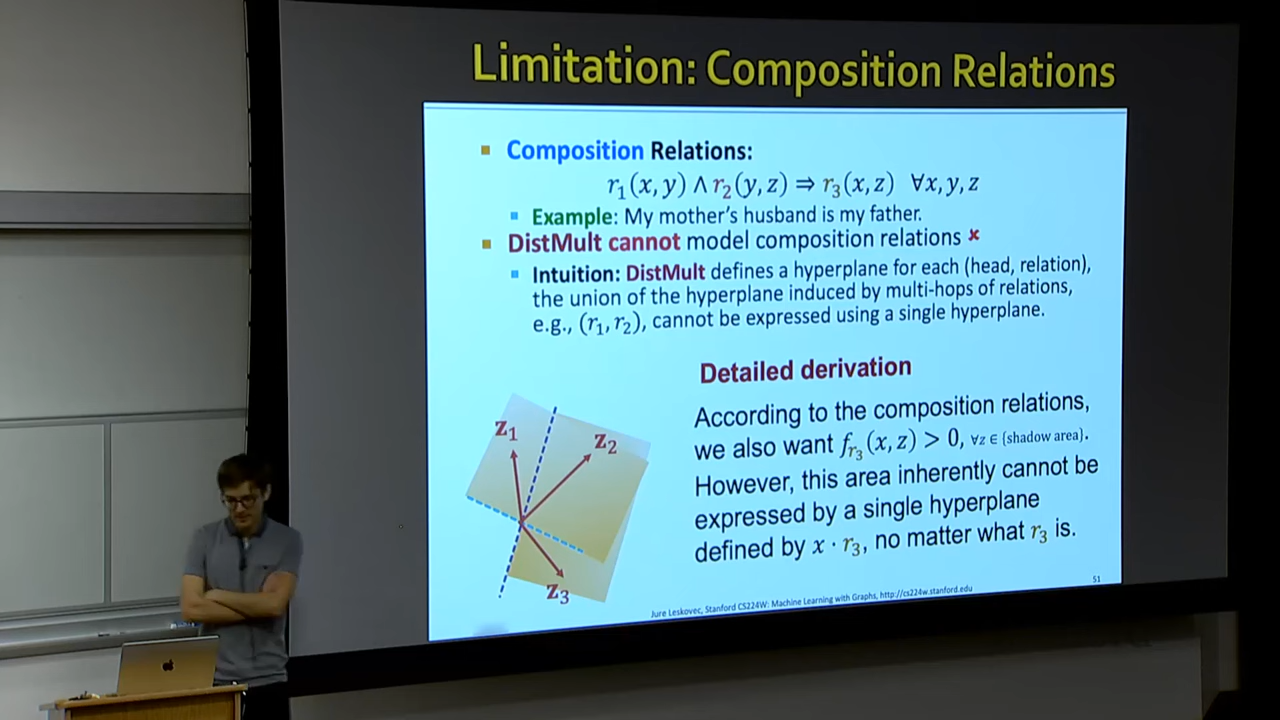 Limitation: Composition Relations
Composition Relations:
r₁(x, y) ∧ r₂(y, z) ⇒ r₃(x, z) ∀x, y, z
Example: My mother's husband is my father.
DistMult cannot model composition relations ✘
Intuition: DistMult defines a hyperplane for each (head, relation),
the union of the hyperplane induced by multi-hops of relations,
e.g., (r₁, r₂), cannot be expressed using a single hyperplane.
Detailed derivation
According to the composition relations,
we also want f_r₃(x, z) > 0, ∀z ∈ {shadow area}.
However, this area inherently cannot be
expressed by a single hyperplane
defined by x · r₃, no matter what r₃ is.
z₁
z₂
z₃
Jure Leskovec, Stanford CS224W: Machine Learning with Graphs, http://cs224w.stanford.edu
51